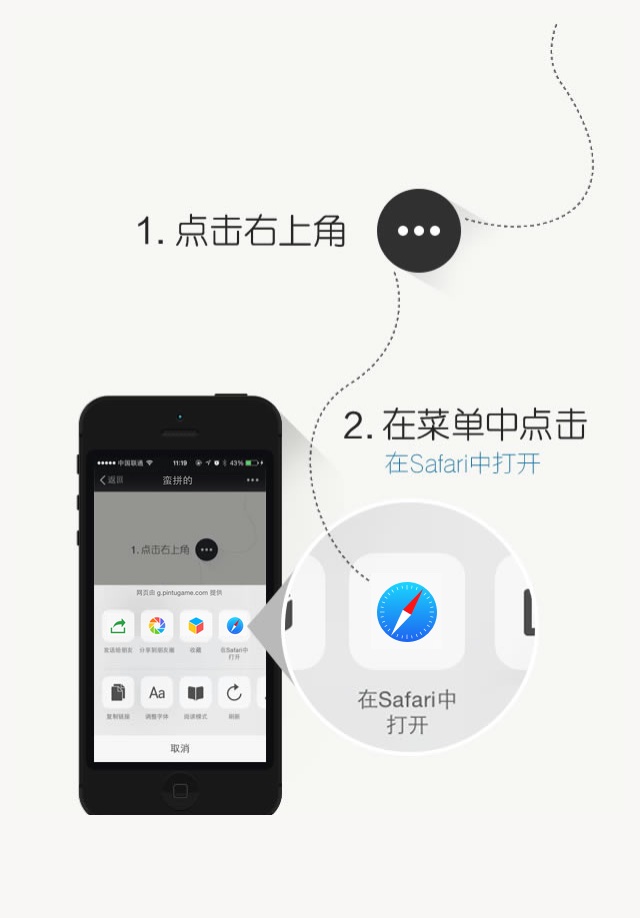 1. 点击右上角
2. 在菜单中点击
在Safari中打开
中国联通
11:19
43%
返回
蛮拼的
1. 点击右上角
网页由 g.pintugame.com 提供
发送给朋友
分享到朋友圈
收藏
在Safari中
打开
Aa
复制链接
调整字体
阅读模式
刷新
取消
在Safari中
打开